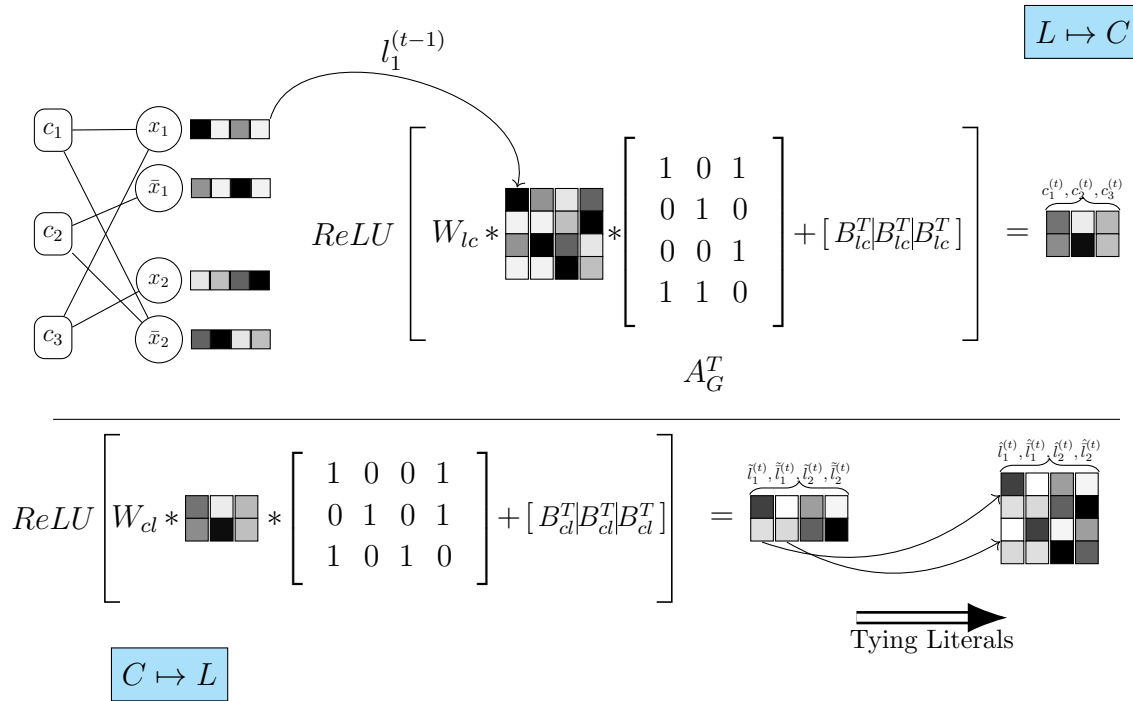 L ↦ C
l_1^{(t−1)}
c_1 x_1
x̄_1
c_2
x_2
c_3 x̄_2
ReLU [ W_{lc} * * [ 1 0 1
0 1 0
0 0 1
1 1 0 ] + [ B_{lc}^T | B_{lc}^T | B_{lc}^T ] ] =
c_1^{(t)}, c_2^{(t)}, c_3^{(t)}
A_G^T
ReLU [ W_{cl} * * [ 1 0 0 1
0 1 0 1
1 0 1 0 ] + [ B_{cl}^T | B_{cl}^T | B_{cl}^T ] ] =
l̃_1^{(t)}, l̃̄_1^{(t)}, l̃_2^{(t)}, l̃̄_2^{(t)}
l̂_1^{(t)}, l̂̄_1^{(t)}, l̂_2^{(t)}, l̂̄_2^{(t)}
Tying Literals
C ↦ L